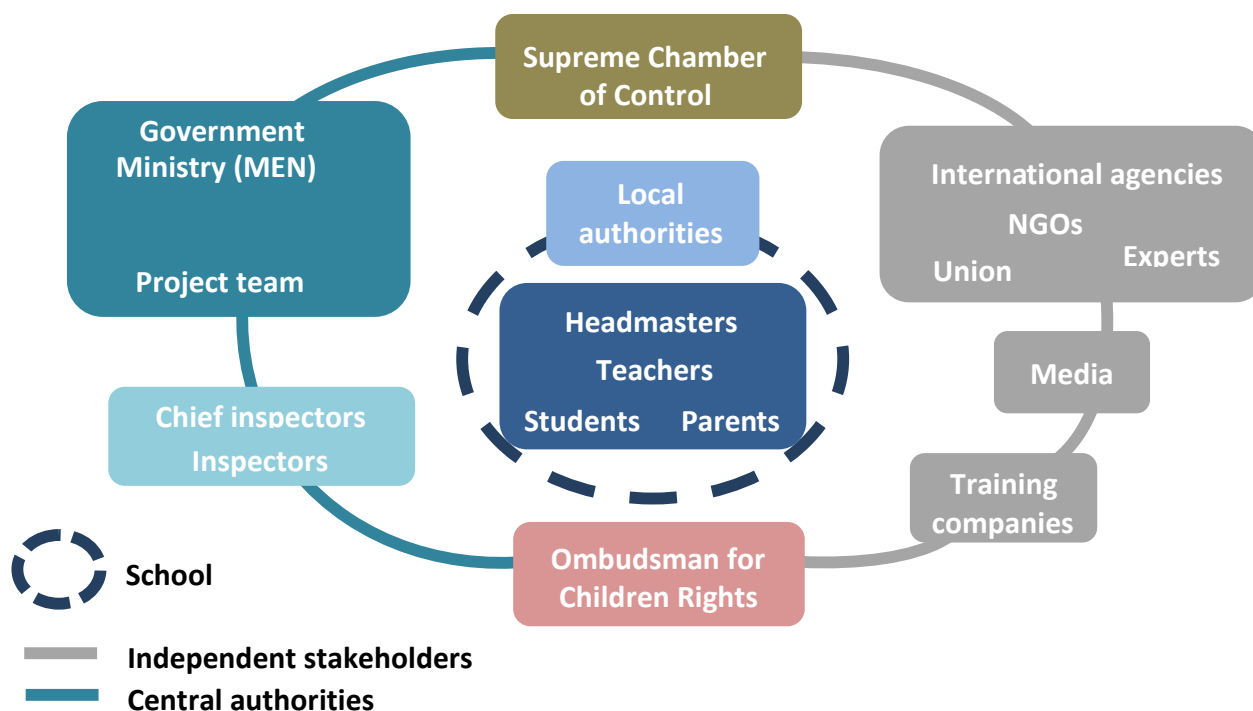 Supreme Chamber
of Control
Government
Ministry (MEN)
Project team
International agencies
NGOs
Experts
Union
Local
authorities
Headmasters
Teachers
Students Parents
Media
Chief inspectors
Inspectors
Training
companies
Ombudsman for
Children Rights
School
Independent stakeholders
Central authorities